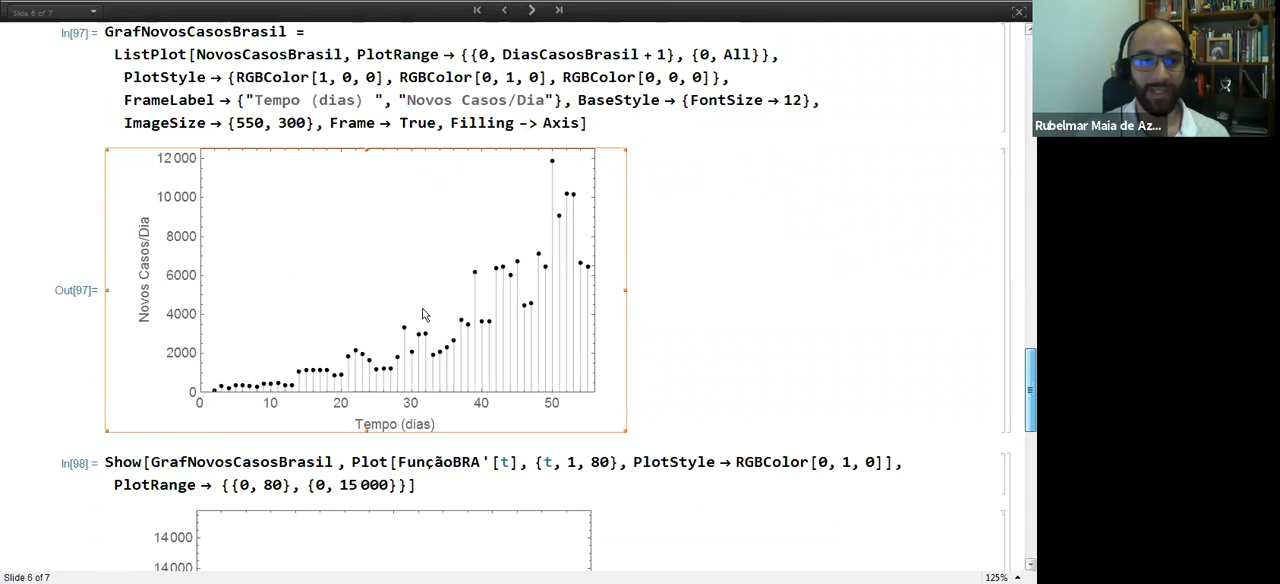 Slide 6 of 7
In[97]:= GrafNovosCasosBrasil =
ListPlot[NovosCasosBrasil, PlotRange → {{0, DiasCasosBrasil + 1}, {0, All}},
PlotStyle → {RGBColor[1, 0, 0], RGBColor[0, 1, 0], RGBColor[0, 0, 0]},
FrameLabel → {"Tempo (dias) ", "Novos Casos/Dia"}, BaseStyle → {FontSize → 12},
ImageSize → {550, 300}, Frame → True, Filling -> Axis]
Rubelmar Maia de Az...
Out[97]=
Novos Casos/Dia
12 000
10 000
8000
6000
4000
2000
0
0 10 20 30 40 50
Tempo (dias)
In[98]:= Show[GrafNovosCasosBrasil, Plot[FunçãoBRA'[t], {t, 1, 80}, PlotStyle → RGBColor[0, 1, 0]],
PlotRange → {{0, 80}, {0, 15 000}}]
14 000
14 000
Slide 6 of 7
125%